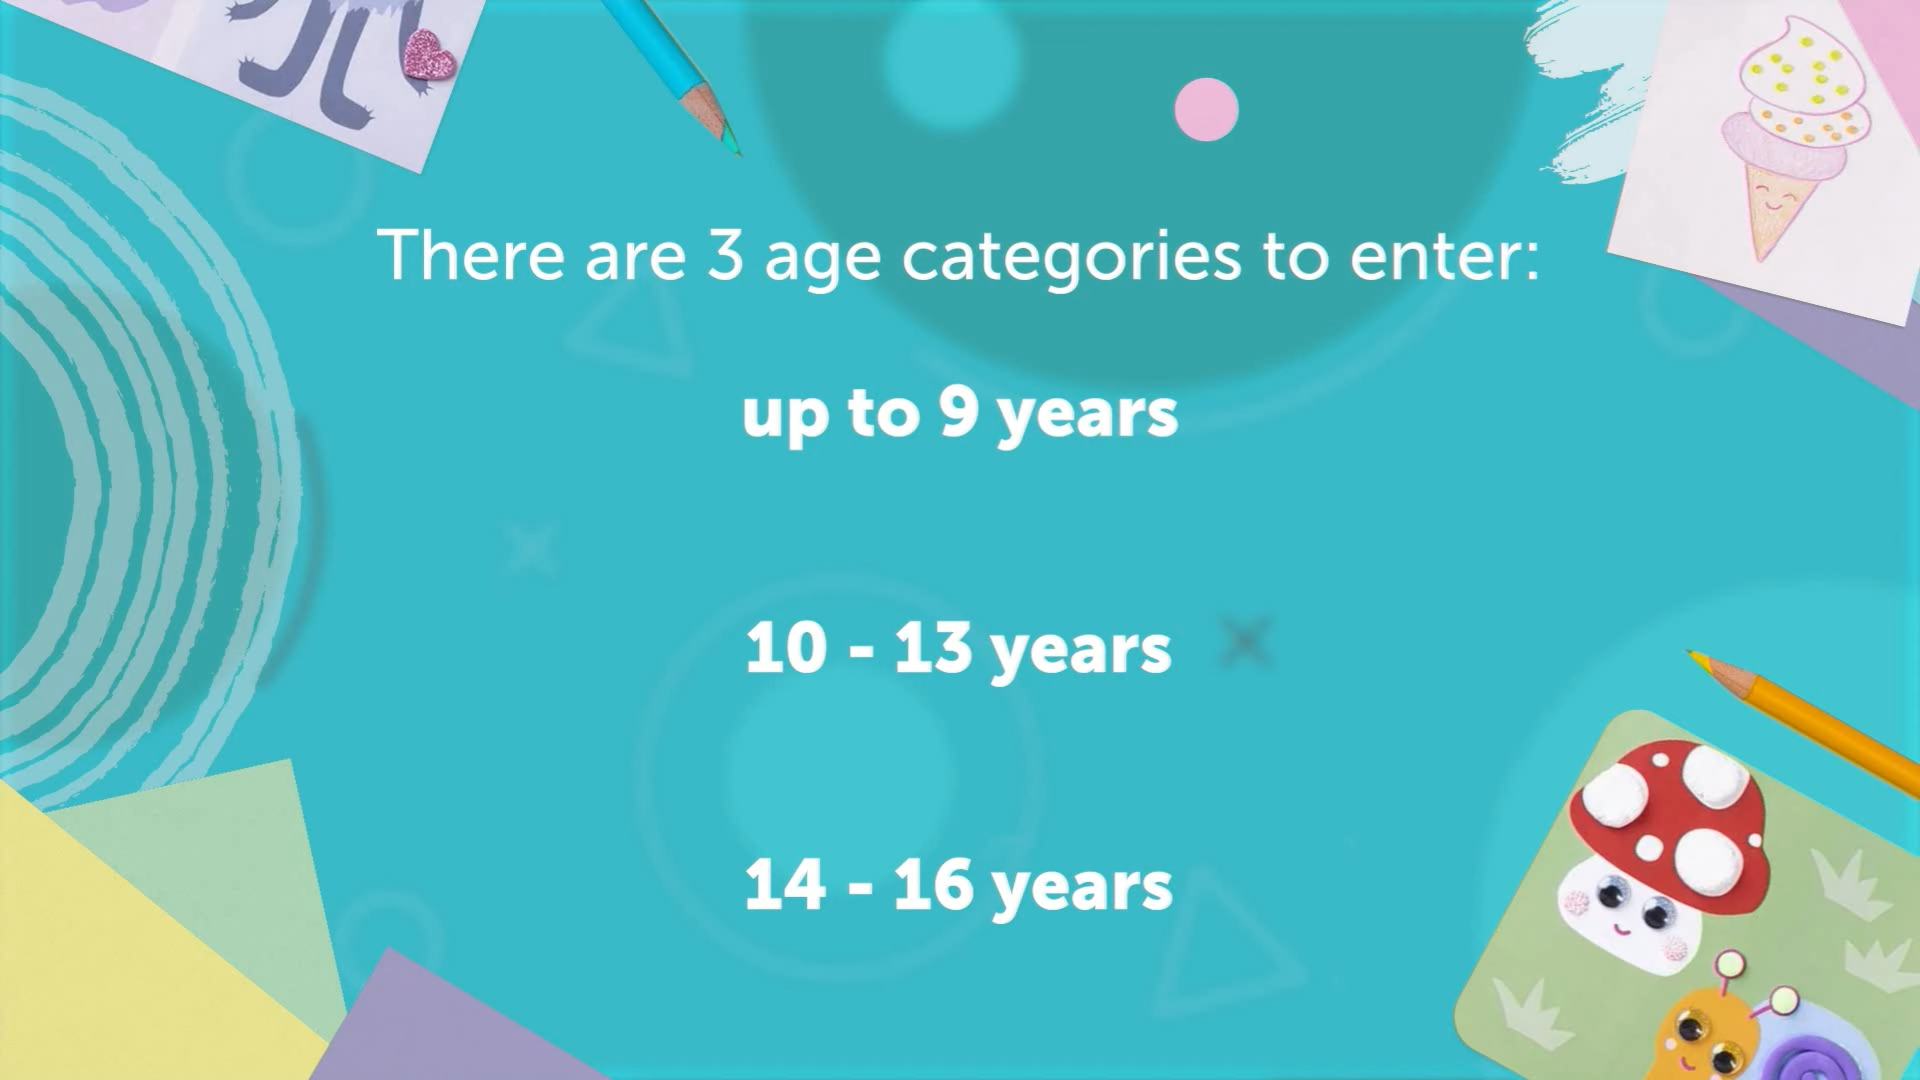 There are 3 age categories to enter:
up to 9 years
10 - 13 years
14 - 16 years